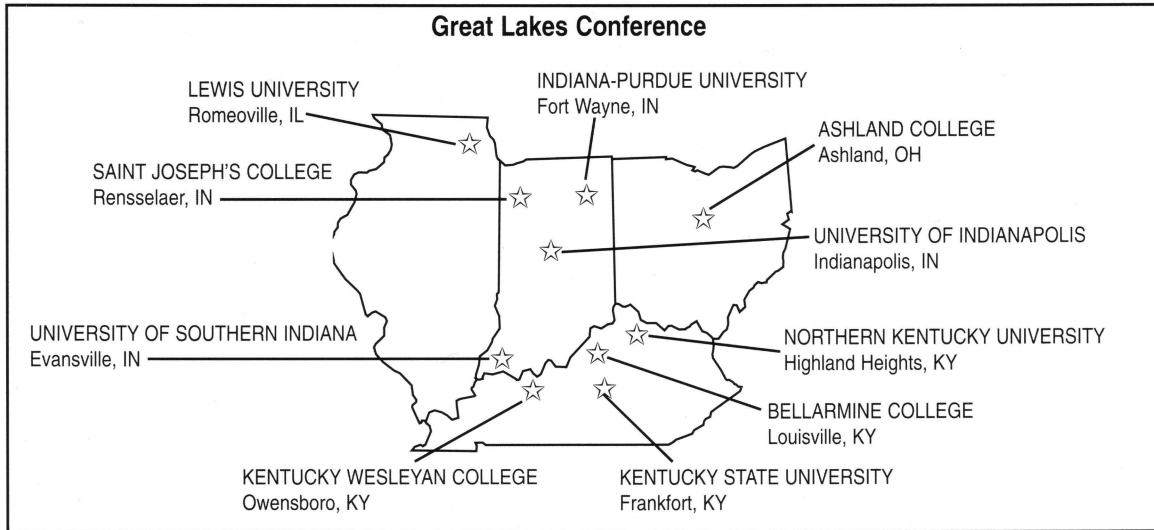 Great Lakes Conference
LEWIS UNIVERSITY
Romeoville, IL
INDIANA-PURDUE UNIVERSITY
Fort Wayne, IN
ASHLAND COLLEGE
Ashland, OH
SAINT JOSEPH'S COLLEGE
Rensselaer, IN
UNIVERSITY OF INDIANAPOLIS
Indianapolis, IN
UNIVERSITY OF SOUTHERN INDIANA
Evansville, IN
NORTHERN KENTUCKY UNIVERSITY
Highland Heights, KY
BELLARMINE COLLEGE
Louisville, KY
KENTUCKY WESLEYAN COLLEGE
Owensboro, KY
KENTUCKY STATE UNIVERSITY
Frankfort, KY